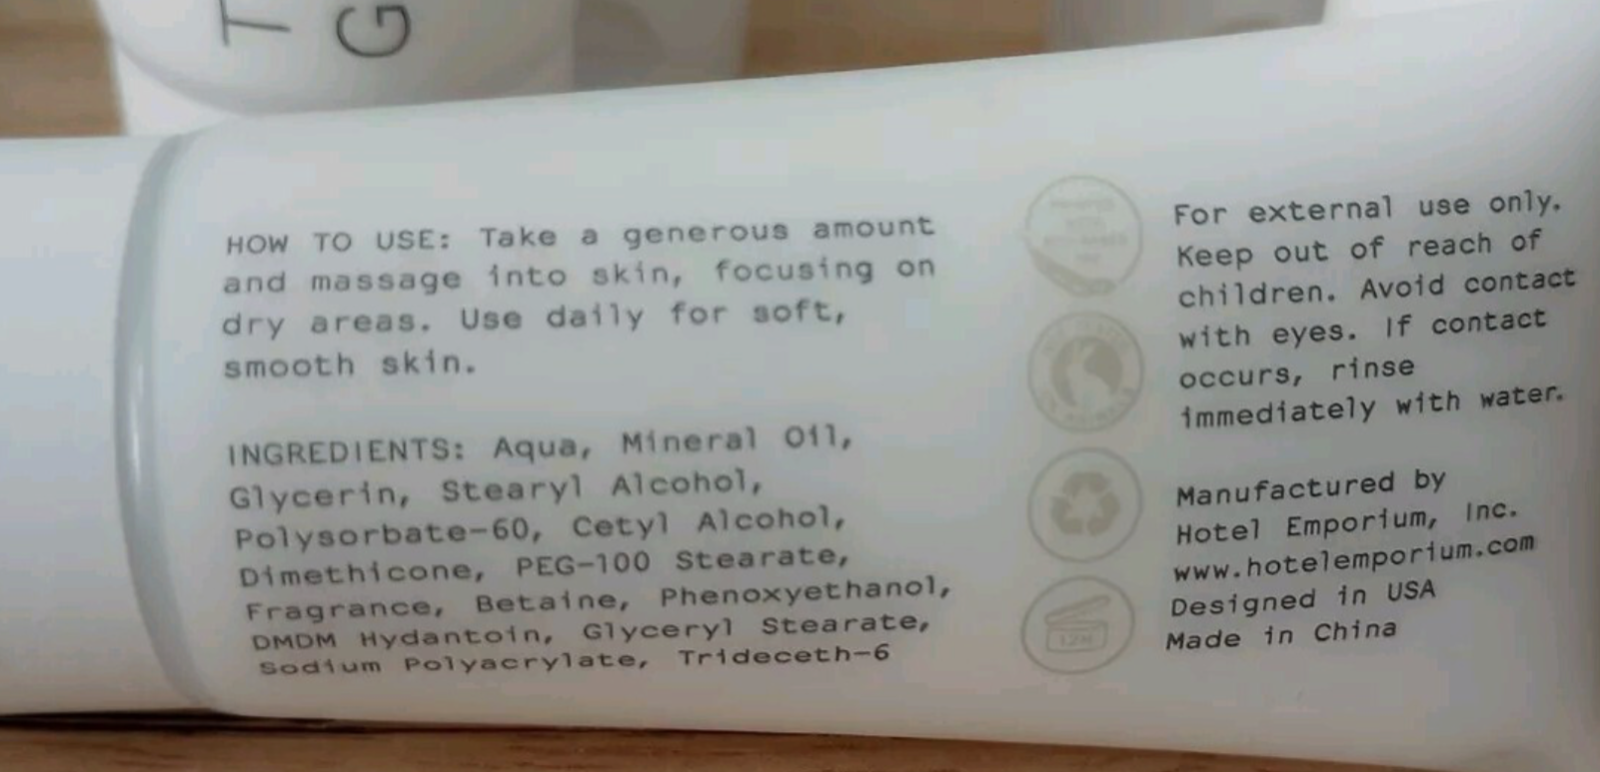 T
G
HOW TO USE: Take a generous amount
and massage into skin, focusing on
dry areas. Use daily for soft,
smooth skin.
INGREDIENTS: Aqua, Mineral Oil,
Glycerin, Stearyl Alcohol,
Polysorbate-60, Cetyl Alcohol,
Dimethicone, PEG-100 Stearate,
Fragrance, Betaine, Phenoxyethanol,
DMDM Hydantoin, Glyceryl Stearate,
Sodium Polyacrylate, Trideceth-6
12M
For external use only.
Keep out of reach of
children. Avoid contact
with eyes. If contact
occurs, rinse
immediately with water.
Manufactured by
Hotel Emporium, Inc.
www.hotelemporium.com
Designed in USA
Made in China